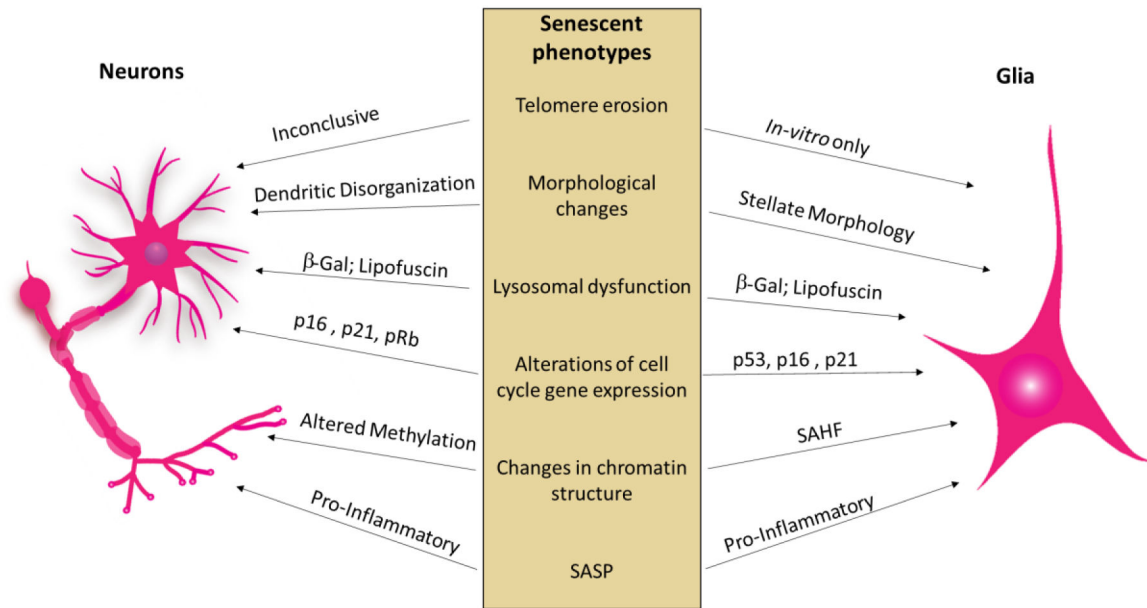 Senescent
phenotypes
Neurons
Glia
Telomere erosion
Inconclusive
In-vitro only
Dendritic Disorganization
Morphological
changes
Stellate Morphology
β-Gal; Lipofuscin
Lysosomal dysfunction
β-Gal; Lipofuscin
p16 , p21, pRb
Alterations of cell
cycle gene expression
p53, p16 , p21
Altered Methylation
Changes in chromatin
structure
SAHF
Pro-Inflammatory
SASP
Pro-Inflammatory